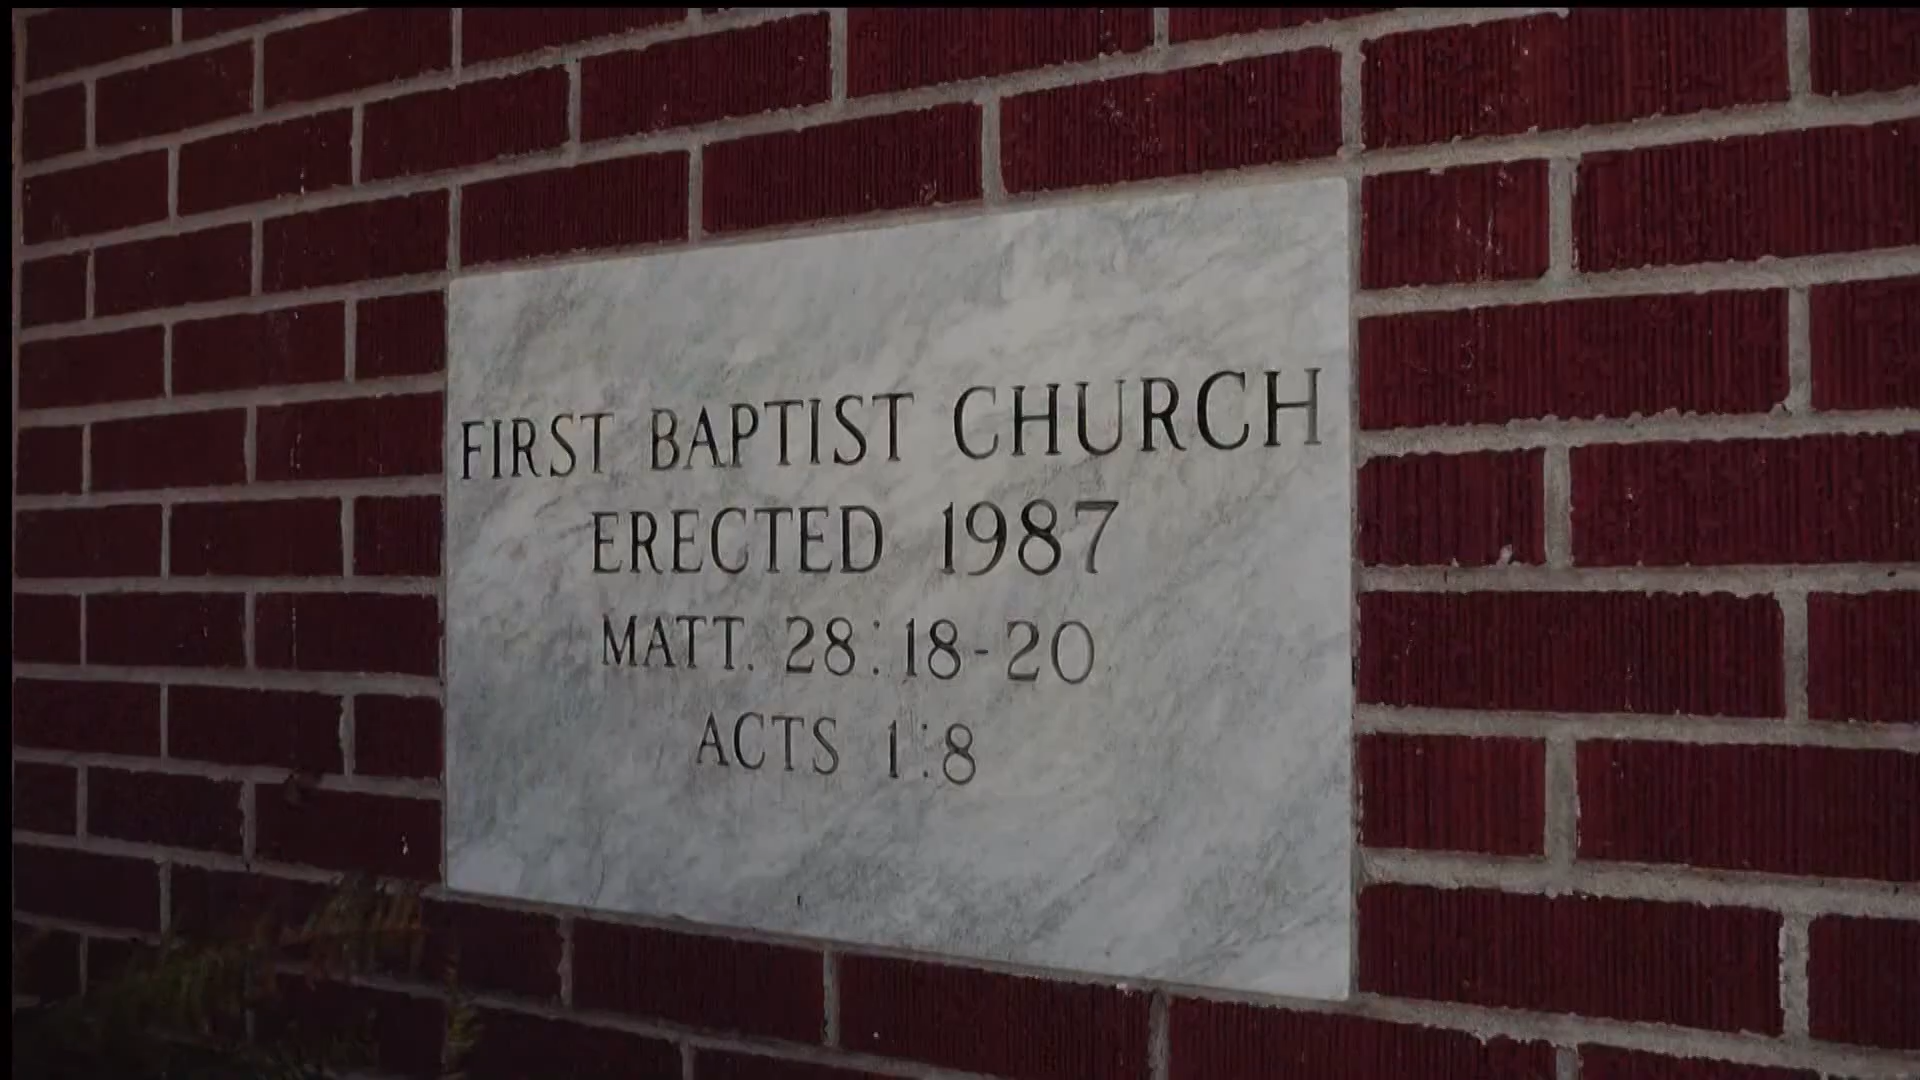 FIRST BAPTIST CHURCH
ERECTED 1987
MATT. 28:18-20
ACTS 1:8